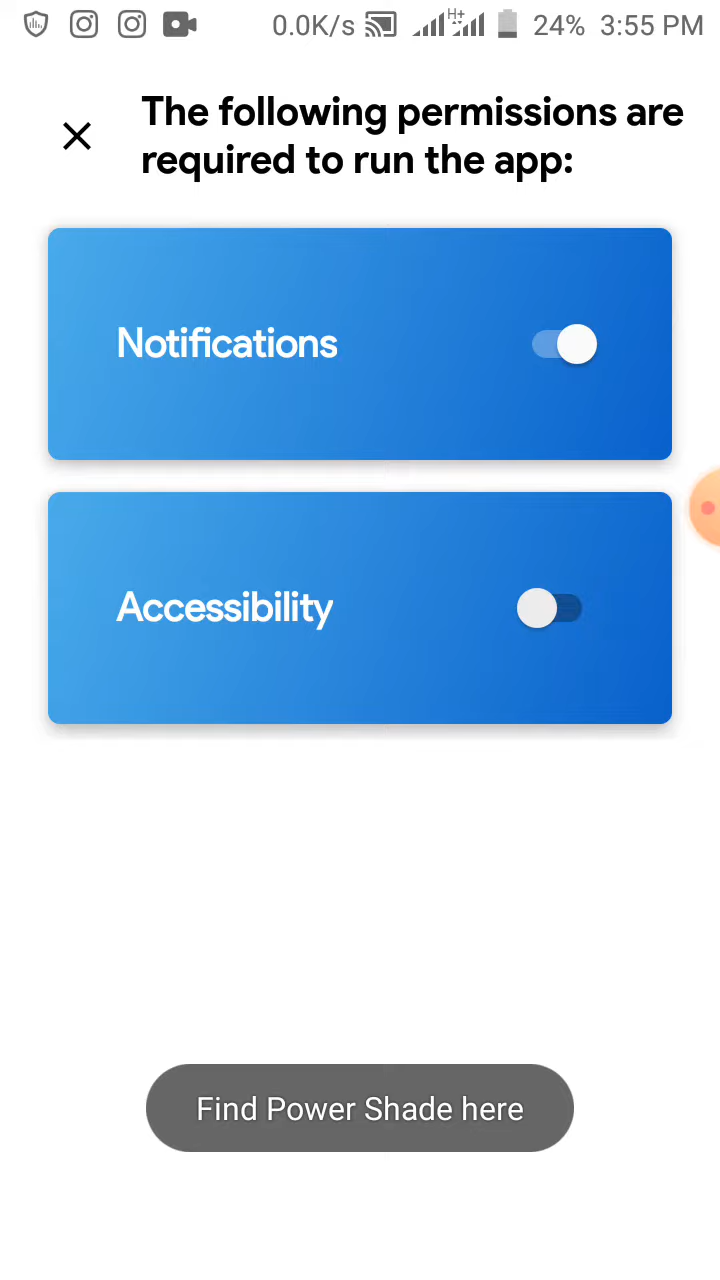 0.0K/s H+ 24% 3:55 PM
The following permissions are
required to run the app:
Notifications
Accessibility
Find Power Shade here